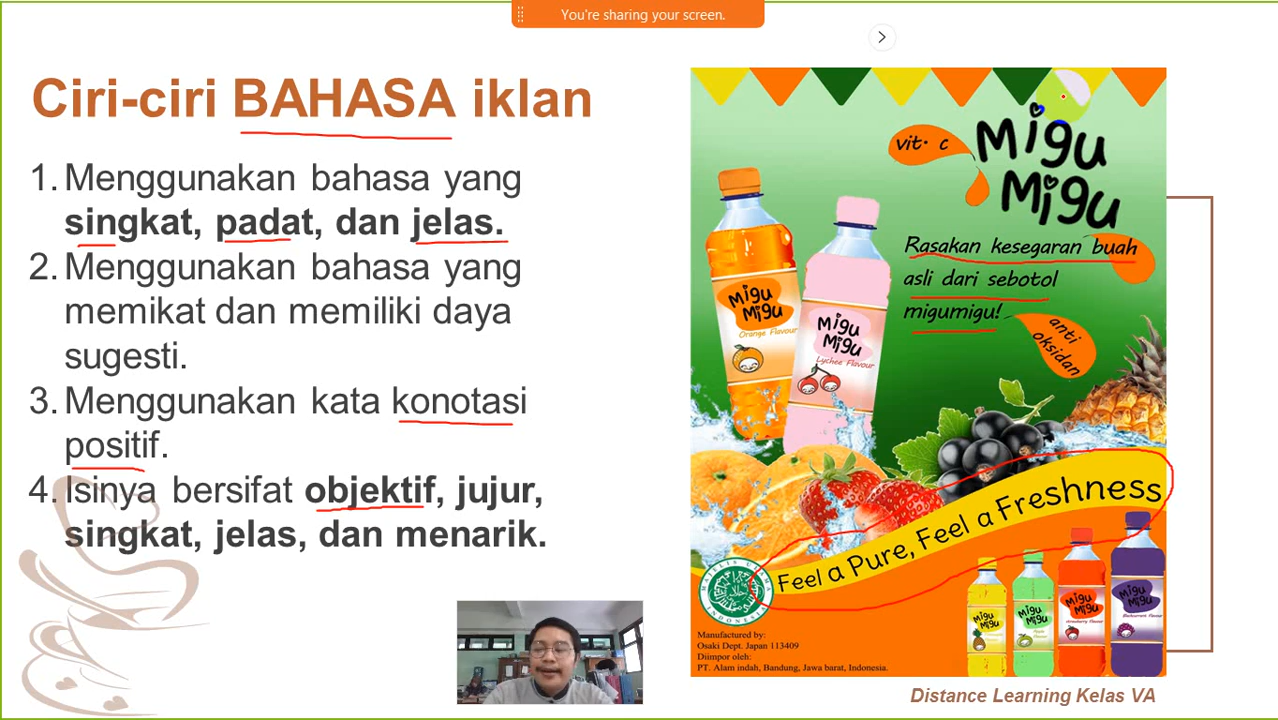 You're sharing your screen.
Ciri-ciri BAHASA iklan
1. Menggunakan bahasa yang
singkat, padat, dan jelas.
2. Menggunakan bahasa yang
memikat dan memiliki daya
sugesti.
3. Menggunakan kata konotasi
positif.
4. Isinya bersifat objektif, jujur,
singkat, jelas, dan menarik.
vit. c
Migu
Migu
Rasakan kesegaran buah
asli dari sebotol
migumigu!
anti
oksidan
Migu
Migu
Orange Flavour
Migu
Migu
Lychee Flavour
Feel a Pure, Feel a Freshness
MAJELIS ULAMA
INDONESIA
Migu
Migu
Migu
Migu
Migu
Migu
Migu
Migu
Manufactured by:
Osaki Dept. Japan 113409
Diimpor oleh:
PT. Alam indah, Bandung, Jawa barat, Indonesia.
Distance Learning Kelas VA